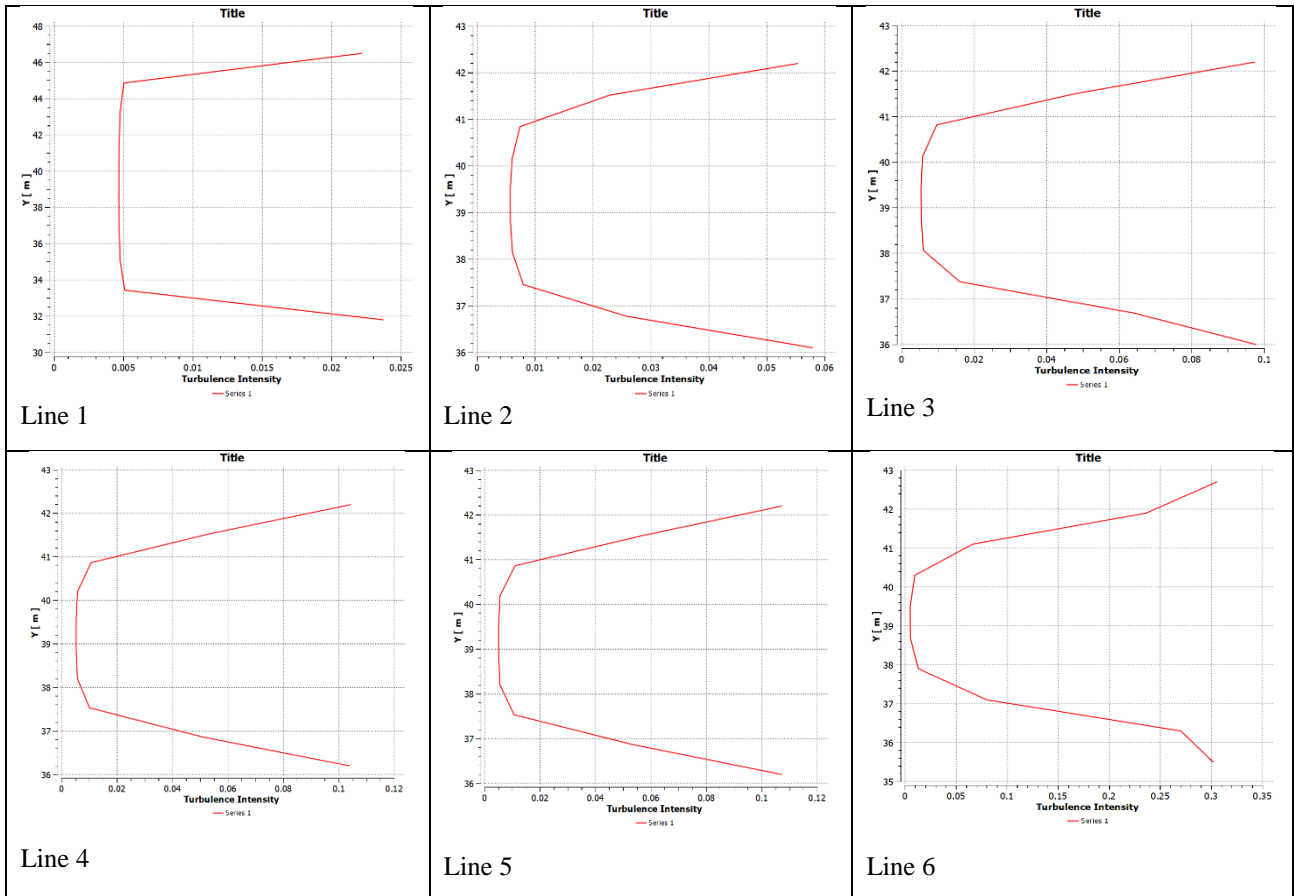 Title
48
46
44
42
40
38
36
34
32
30
Y [ m ]
0 0.005 0.01 0.015 0.02 0.025
Turbulence Intensity
Series 1
Line 1
Title
43
42
41
40
39
38
37
36
Y [ m ]
0 0.01 0.02 0.03 0.04 0.05 0.06
Turbulence Intensity
Series 1
Line 2
Title
43
42
41
40
39
38
37
36
Y [ m ]
0 0.02 0.04 0.06 0.08 0.1
Turbulence Intensity
Series 1
Line 3
Title
43
42
41
40
39
38
37
36
Y [ m ]
0 0.02 0.04 0.06 0.08 0.1 0.12
Turbulence Intensity
Series 1
Line 4
Title
43
42
41
40
39
38
37
36
Y [ m ]
0 0.02 0.04 0.06 0.08 0.1 0.12
Turbulence Intensity
Series 1
Line 5
Title
43
42
41
40
39
38
37
36
35
Y [ m ]
0 0.05 0.1 0.15 0.2 0.25 0.3 0.35
Turbulence Intensity
Series 1
Line 6